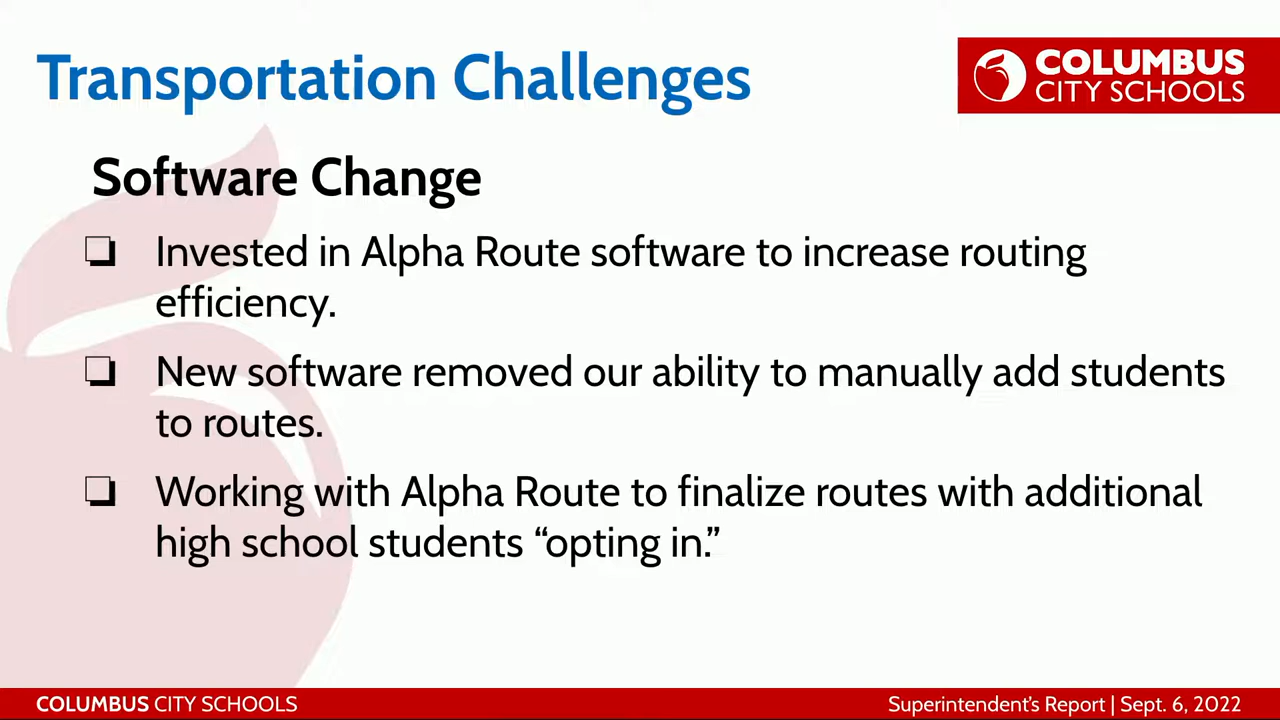 Transportation Challenges
COLUMBUS
CITY SCHOOLS
Software Change
❏ Invested in Alpha Route software to increase routing
efficiency.
❏ New software removed our ability to manually add students
to routes.
❏ Working with Alpha Route to finalize routes with additional
high school students “opting in.”
COLUMBUS CITY SCHOOLS
Superintendent's Report | Sept. 6, 2022